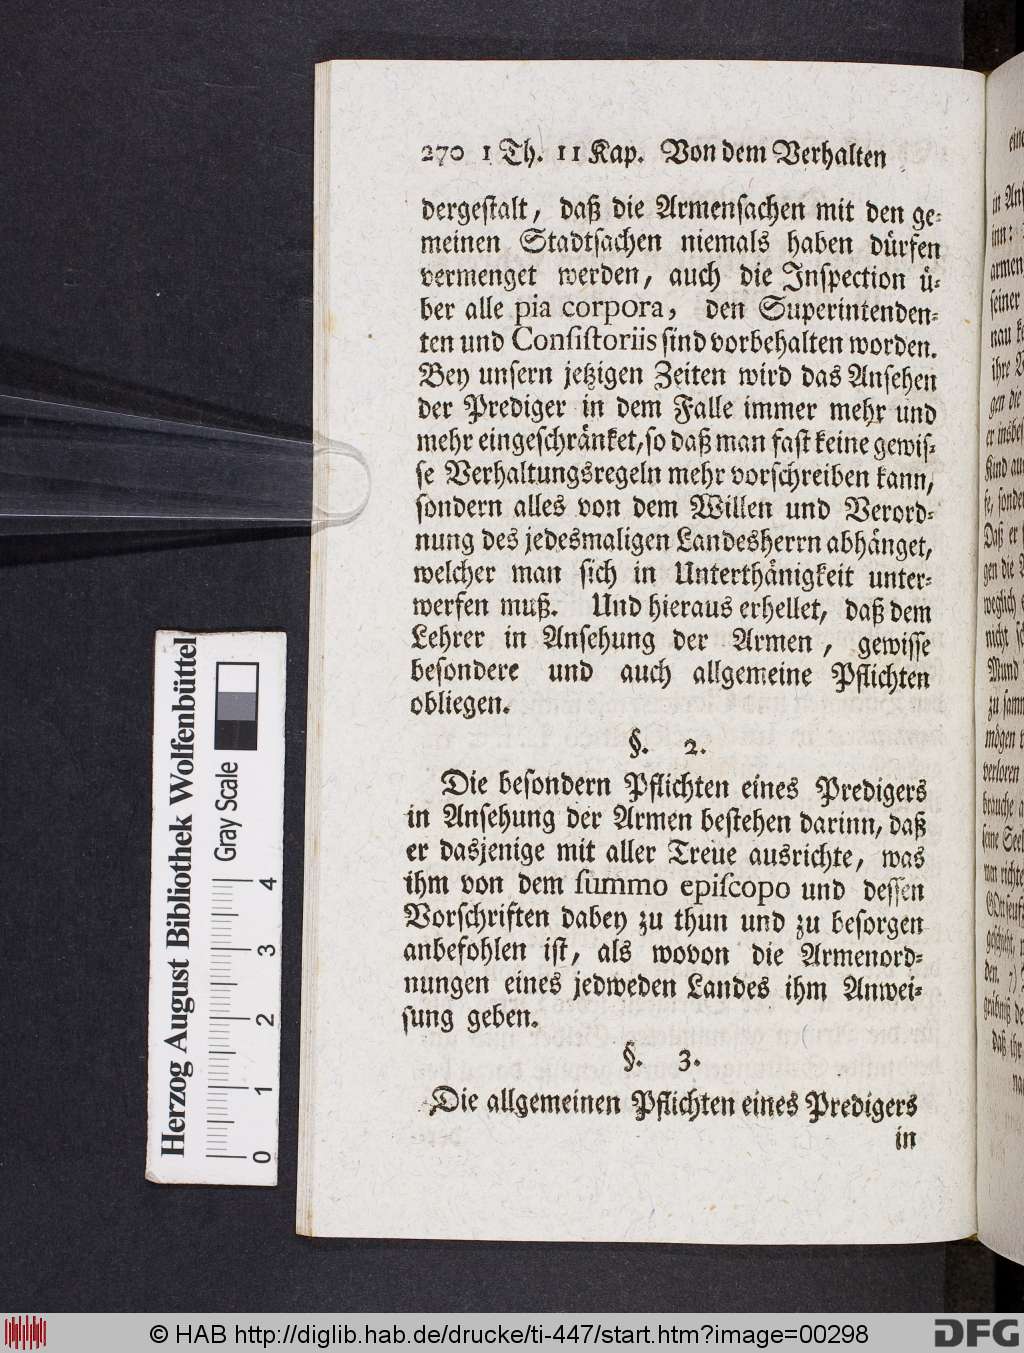 270 1 Th. 11 Kap. Von dem Verhalten
dergestalt, daß die Armensachen mit den ge-
meinen Stadtsachen niemals haben dürfen
vermenget werden, auch die Inspection ü-
ber alle pia corpora, den Superintenden-
ten und Consistoriis sind vorbehalten worden.
Bey unsern jetzigen Zeiten wird das Ansehen
der Prediger in dem Falle immer mehr und
mehr eingeschränket, so daß man fast keine gewis-
se Verhaltungsregeln mehr vorschreiben kann,
sondern alles von dem Willen und Verord-
nung des jedesmaligen Landesherrn abhänget,
welcher man sich in Unterthänigkeit unter-
werfen muß. Und hieraus erhellet, daß dem
Lehrer in Ansehung der Armen, gewisse
besondere und auch allgemeine Pflichten
obliegen.
§. 2.
Die besondern Pflichten eines Predigers
in Ansehung der Armen bestehen darinn, daß
er dasjenige mit aller Treue ausrichte, was
ihm von dem summo episcopo und dessen
Vorschriften dabey zu thun und zu besorgen
anbefohlen ist, als wovon die Armenord-
nungen eines jedweden Landes ihm Anwei-
sung geben.
§. 3.
Die allgemeinen Pflichten eines Predigers
in
Herzog August Bibliothek Wolfenbüttel
Gray Scale
0 1 2 3 4
© HAB http://diglib.hab.de/drucke/ti-447/start.htm?image=00298
DFG